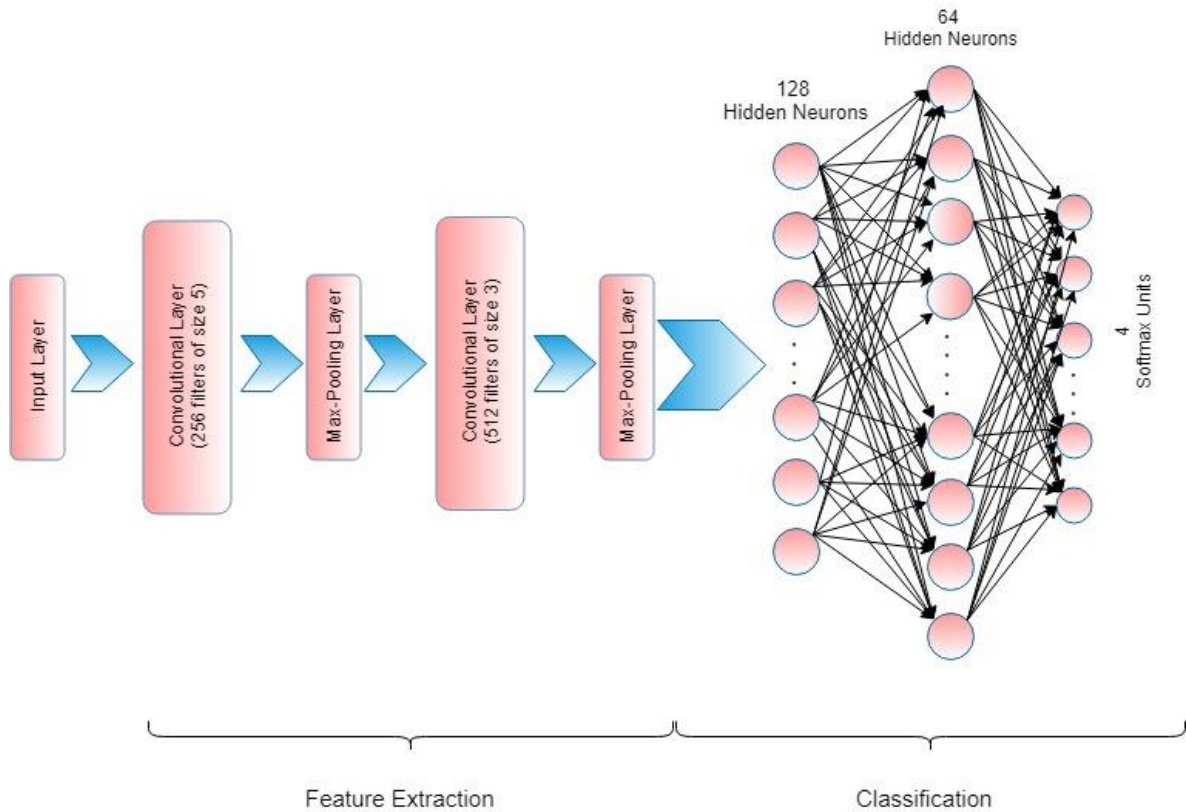 64
Hidden Neurons
128
Hidden Neurons
Input Layer
Convolutional Layer
(256 filters of size 5)
Max-Pooling Layer
Convolutional Layer
(512 filters of size 3)
Max-Pooling Layer
4
Softmax Units
Feature Extraction
Classification